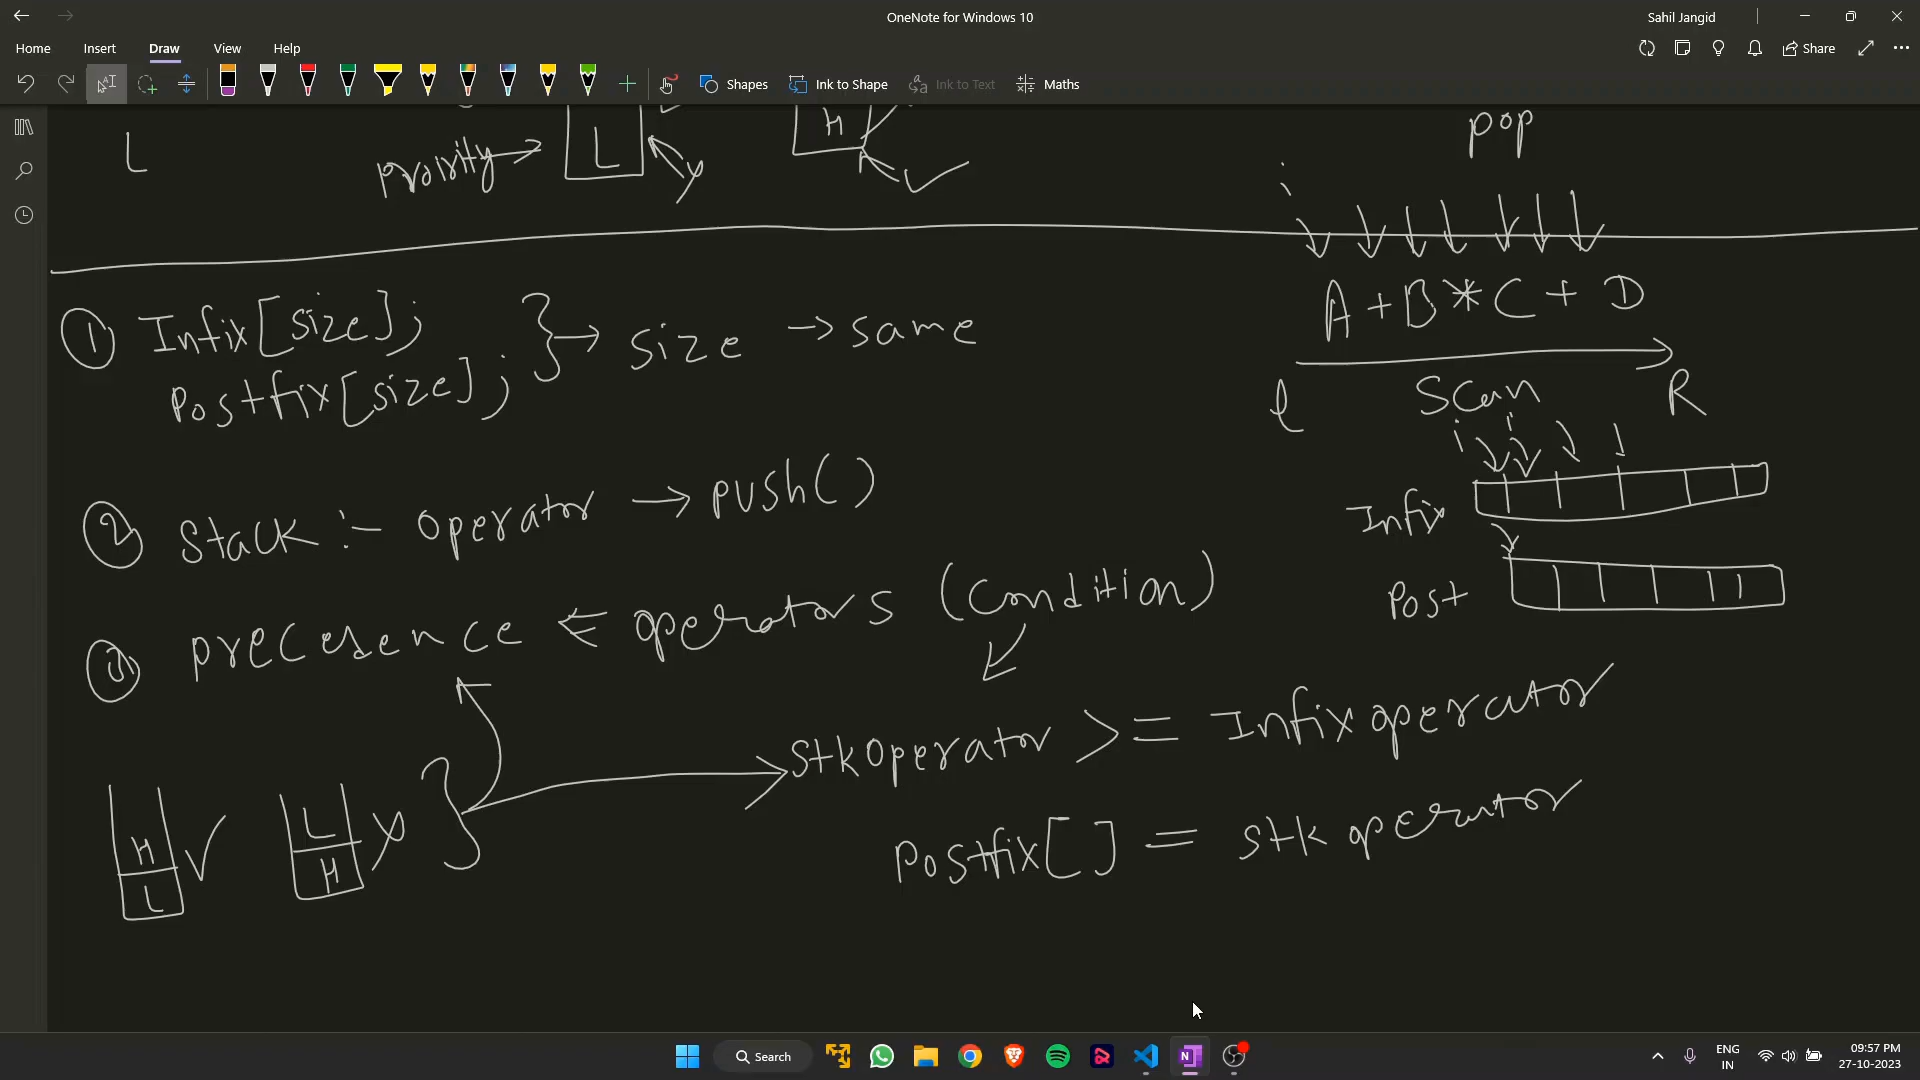 OneNote for Windows 10
Sahil Jangid
Home Insert Draw View Help
Share
Shapes Ink to Shape Ink to Text Maths
L
proirity → L
H
pop
i
① Infix[size];
Postfix[size]; } → size → same
A + B * C + D
l Scan R
i i
② Stack :- operator → push()
Infix
③ precedence ← operators (Condition)
Post
stkoperator >= Infix operator
H
L
L
H
Postfix[ ] = stk operator
Search
ENG
IN
09:57 PM
27-10-2023